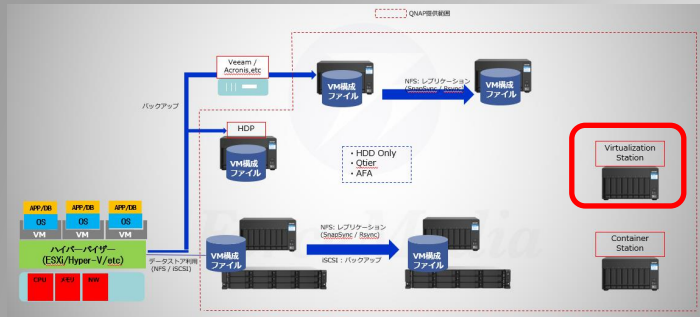 QNAP提供範囲
Veeam /
Acronis,etc
バックアップ
VM構成
ファイル
NFS: レプリケーション
(SnapSync / Rsync)
VM構成
ファイル
HDP
VM構成
ファイル
・HDD Only
・Qtier
・AFA
Virtualization
Station
APP/DB
APP/DB
APP/DB
OS
OS
OS
VM
VM
VM
ハイパーバイザー
(ESXi/Hyper-V/etc)
CPU
メモリ
NW
データストア利用
(NFS / iSCSI)
VM構成
ファイル
NFS: レプリケーション
(SnapSync / Rsync)
iSCSI：バックアップ
VM構成
ファイル
Container
Station